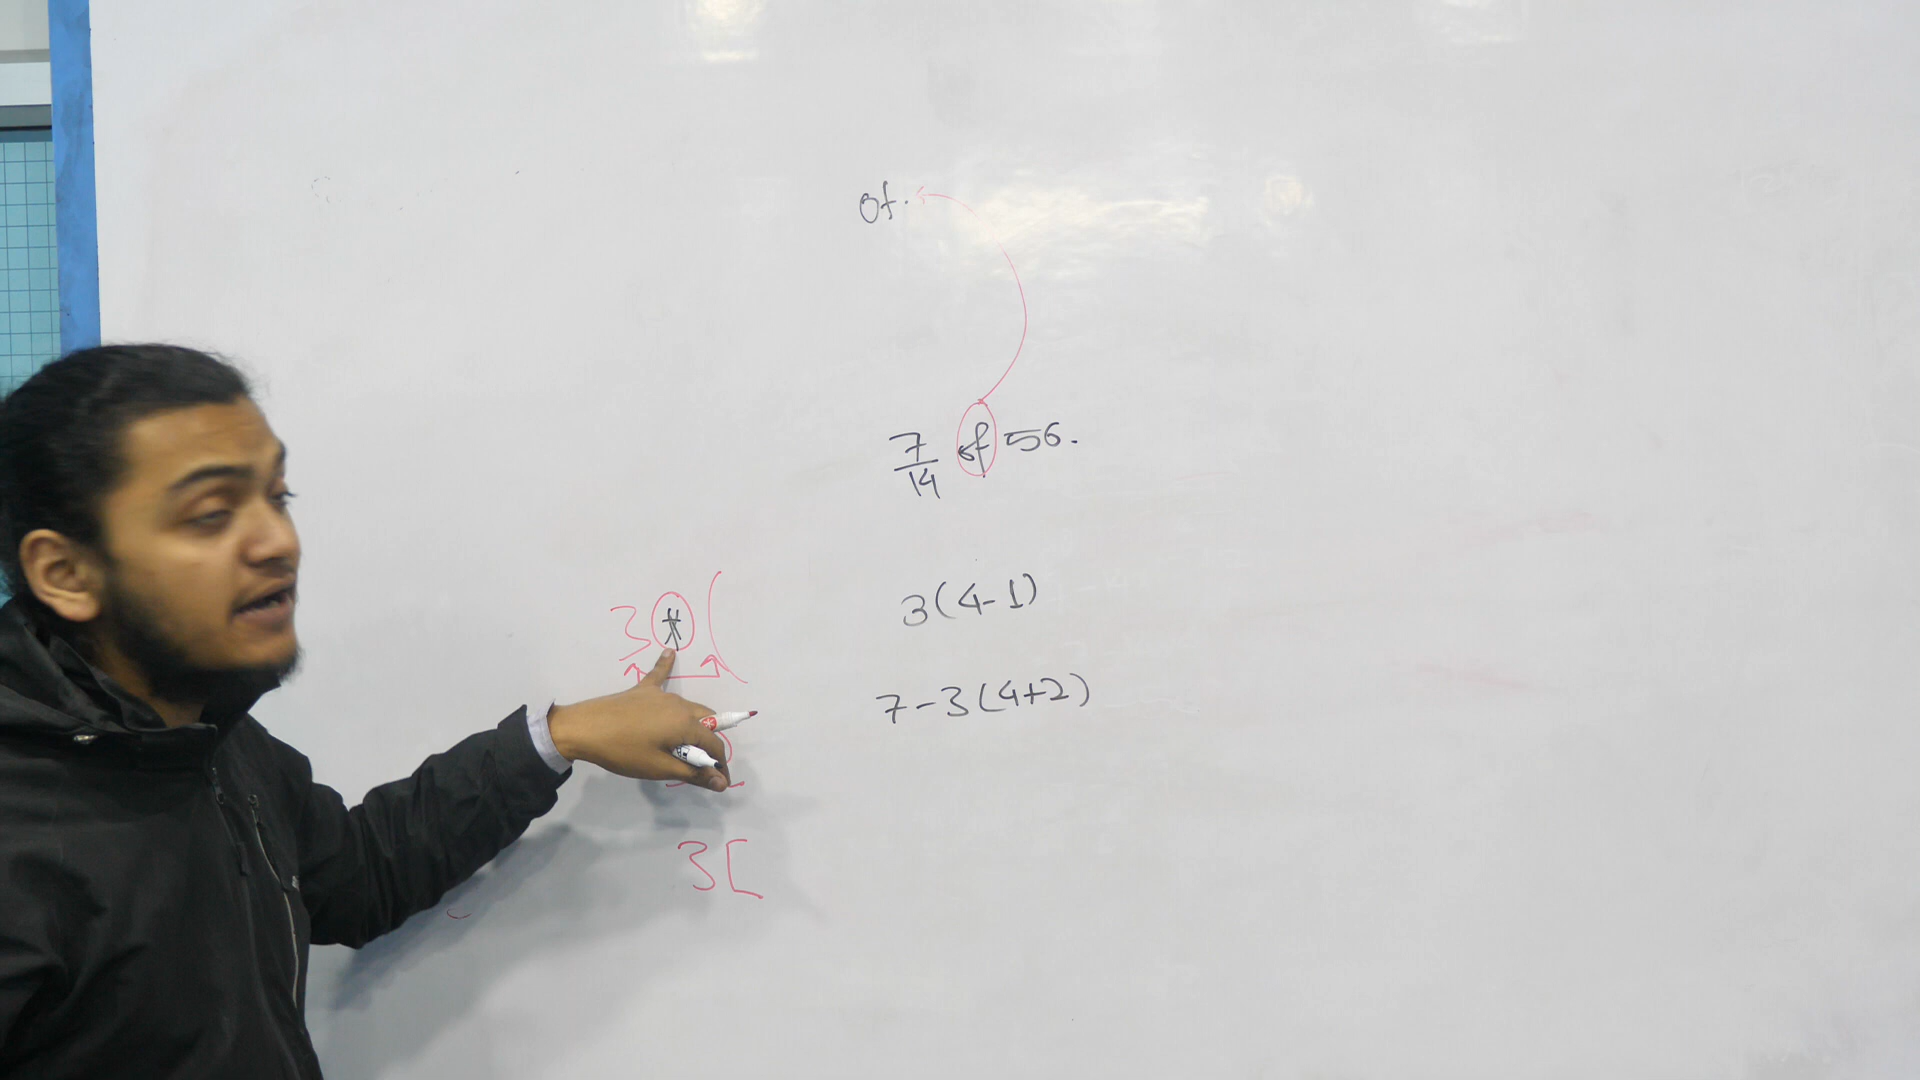 of.
7/14 of 56.
3 * (
3(4-1)
7-3(4+2)
3[